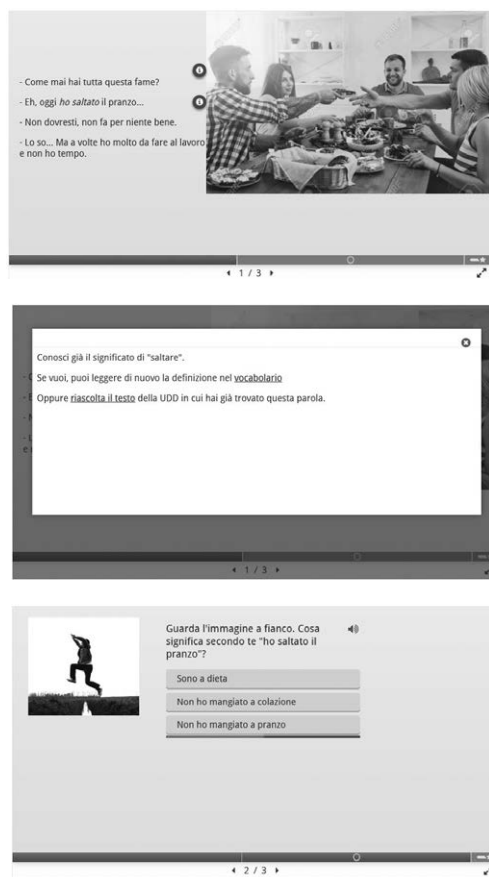 - Come mai hai tutta questa fame?
- Eh, oggi ho saltato il pranzo...
- Non dovresti, non fa per niente bene.
- Lo so... Ma a volte ho molto da fare al lavoro
e non ho tempo.
1 / 3
Conosci già il significato di "saltare".
Se vuoi, puoi leggere di nuovo la definizione nel vocabolario
Oppure riascolta il testo della UDD in cui hai già trovato questa parola.
1 / 3
Guarda l'immagine a fianco. Cosa
significa secondo te "ho saltato il
pranzo"?
Sono a dieta
Non ho mangiato a colazione
Non ho mangiato a pranzo
2 / 3